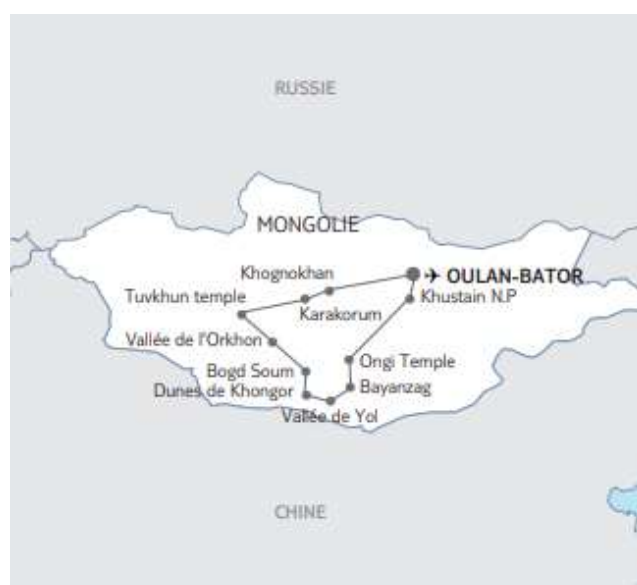 RUSSIE
MONGOLIE
Khognokhan
OULAN-BATOR
Tuvkhun temple
Khustain N.P
Karakorum
Vallée de l'Orkhon
Ongi Temple
Bogd Soum
Bayanzag
Dunes de Khongor
Vallée de Yol
CHINE